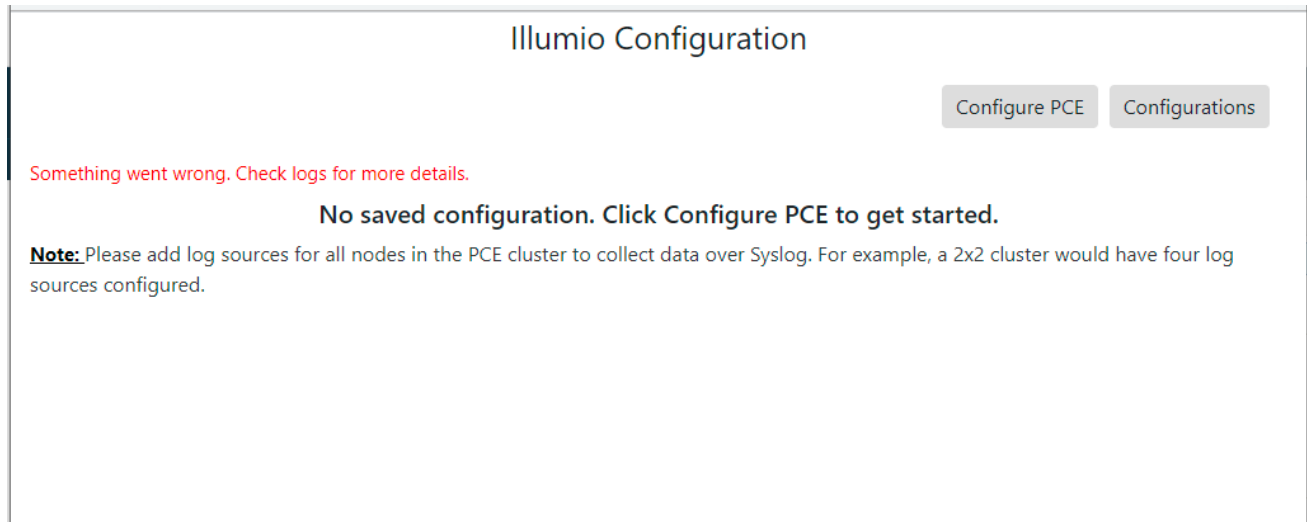 Illumio Configuration
Configure PCE
Configurations
Something went wrong. Check logs for more details.
No saved configuration. Click Configure PCE to get started.
Note: Please add log sources for all nodes in the PCE cluster to collect data over Syslog. For example, a 2x2 cluster would have four log
sources configured.